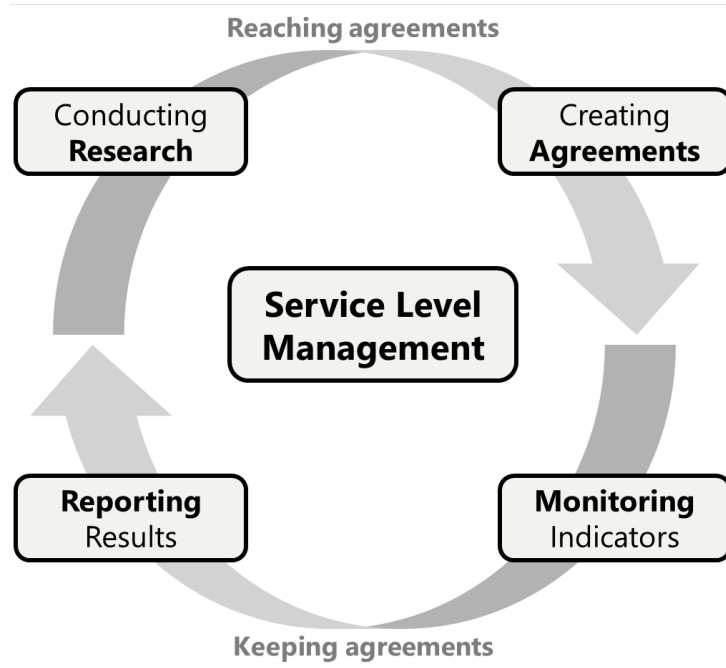 Reaching agreements
Conducting
Research
Creating
Agreements
Service Level
Management
Reporting
Results
Monitoring
Indicators
Keeping agreements